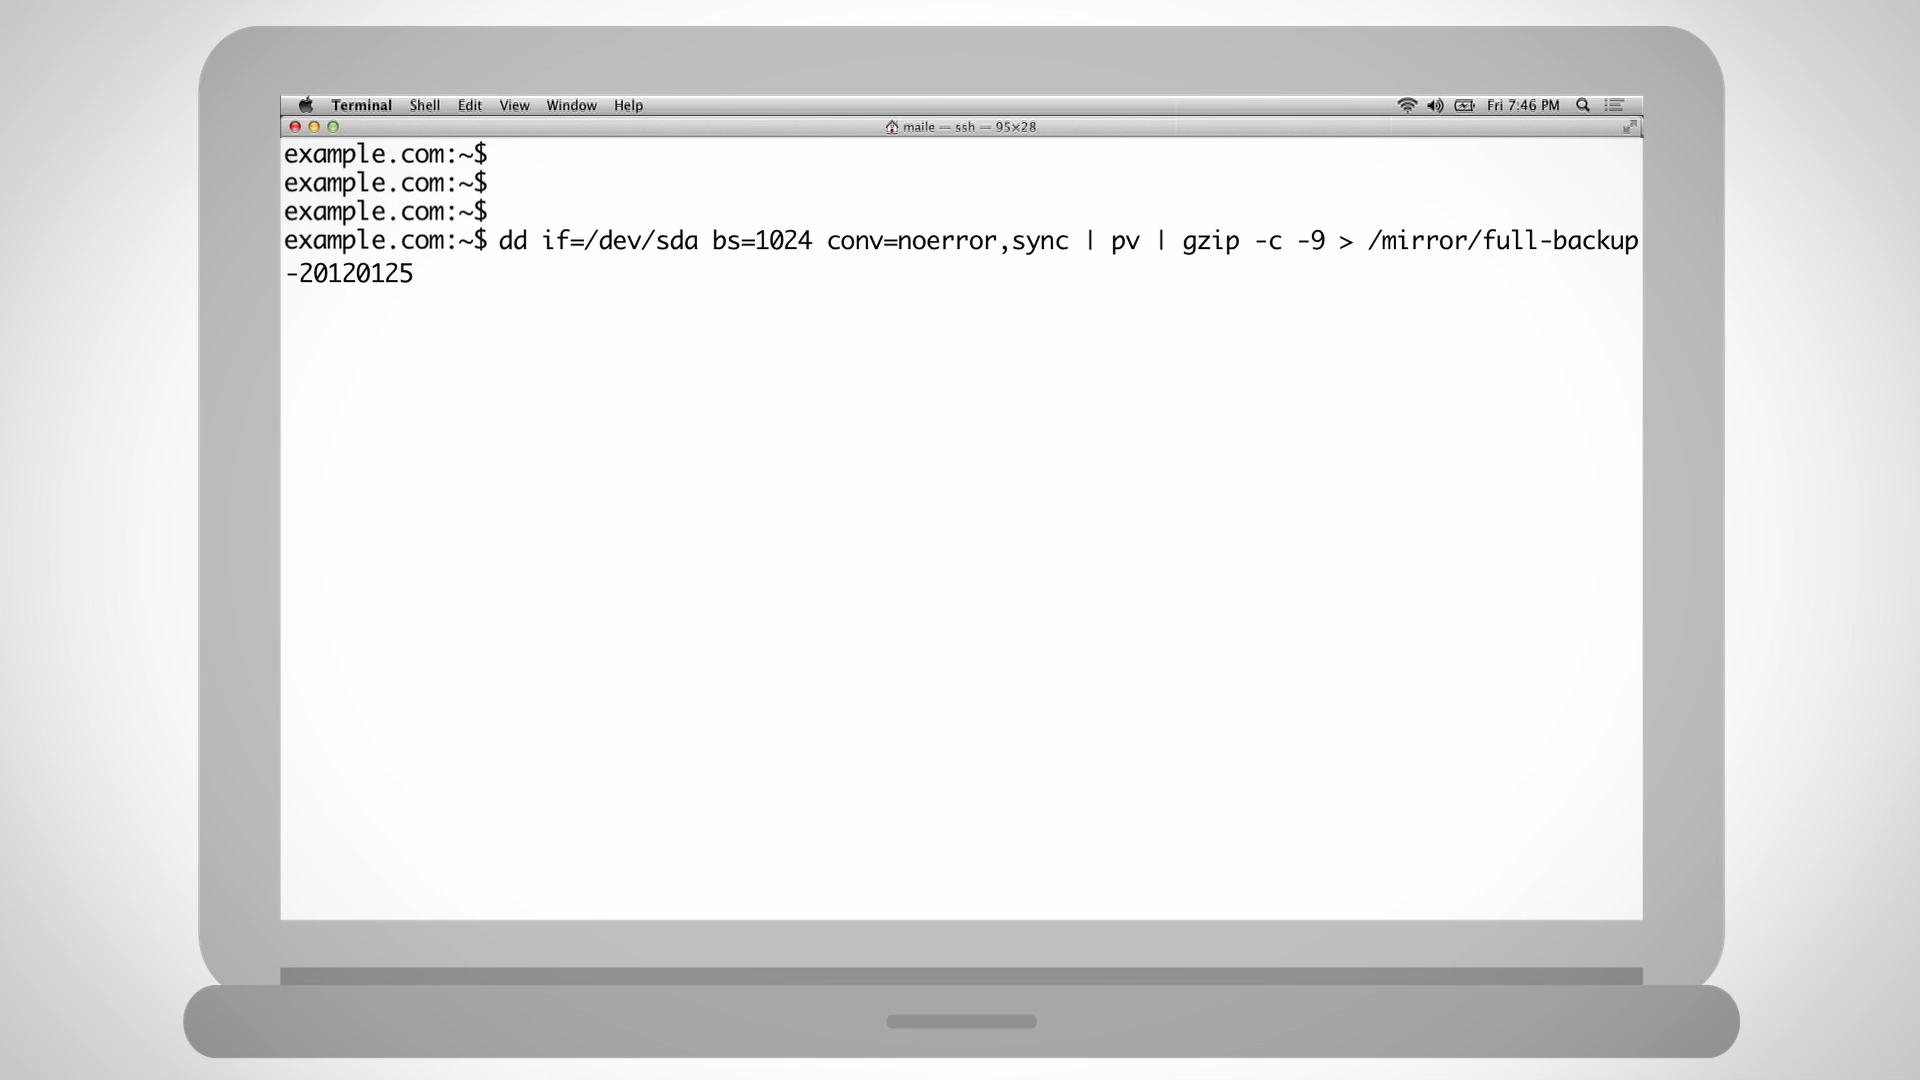 Terminal Shell Edit View Window Help Fri 7:46 PM
maile — ssh — 95×28
example.com:~$
example.com:~$
example.com:~$
example.com:~$ dd if=/dev/sda bs=1024 conv=noerror,sync | pv | gzip -c -9 > /mirror/full-backup
-20120125